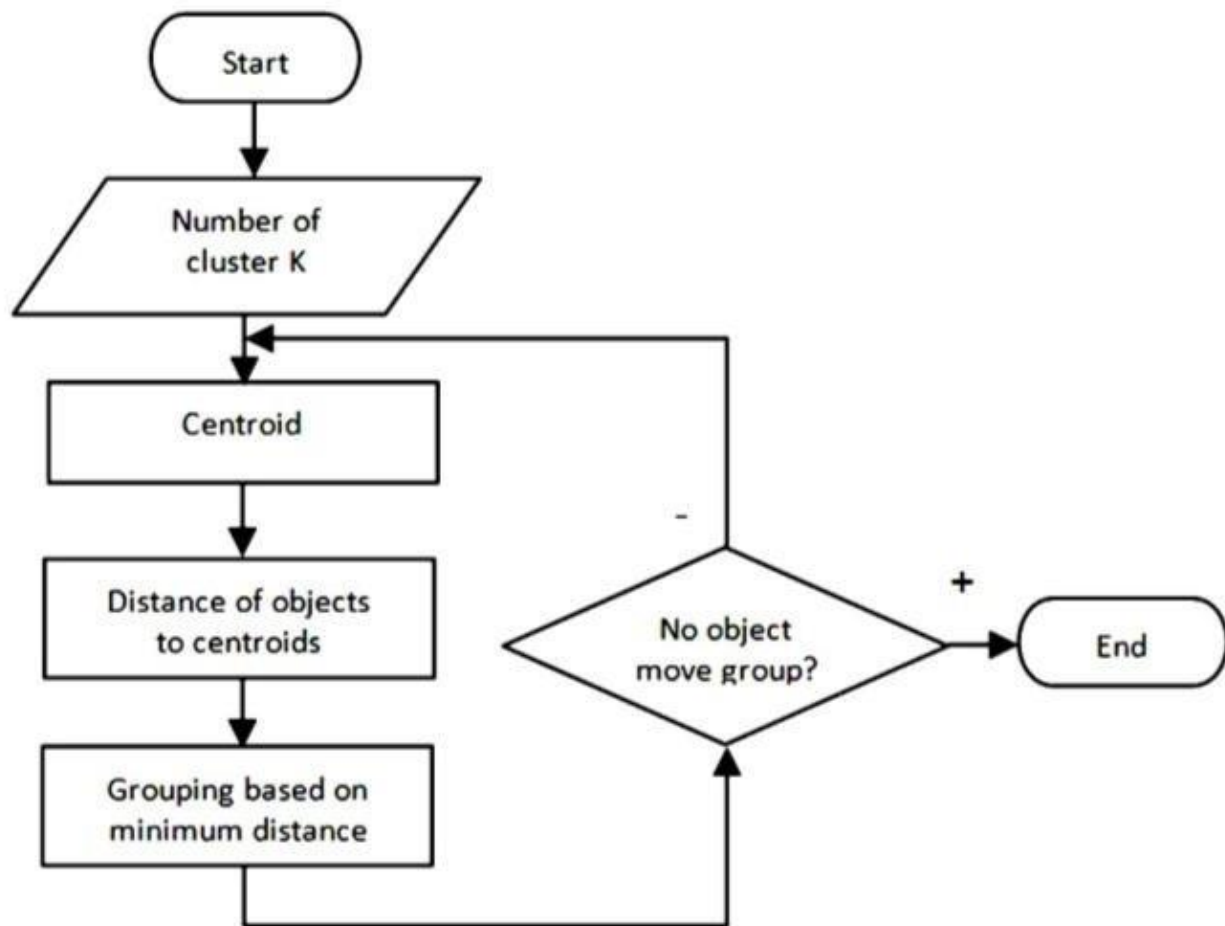 Start
Number of
cluster K
Centroid
Distance of objects
to centroids
Grouping based on
minimum distance
-
No object
move group?
+
End